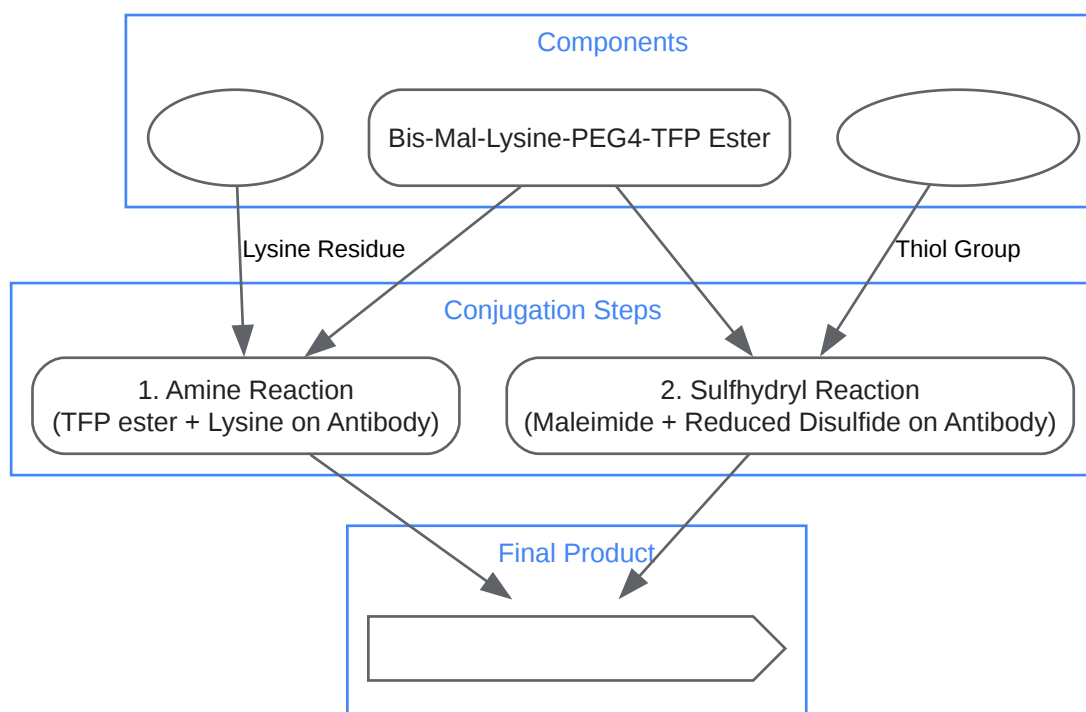 Components
Bis-Mal-Lysine-PEG4-TFP Ester
Lysine Residue
Thiol Group
Conjugation Steps
1. Amine Reaction
(TFP ester + Lysine on Antibody)
2. Sulfhydryl Reaction
(Maleimide + Reduced Disulfide on Antibody)
Final Product